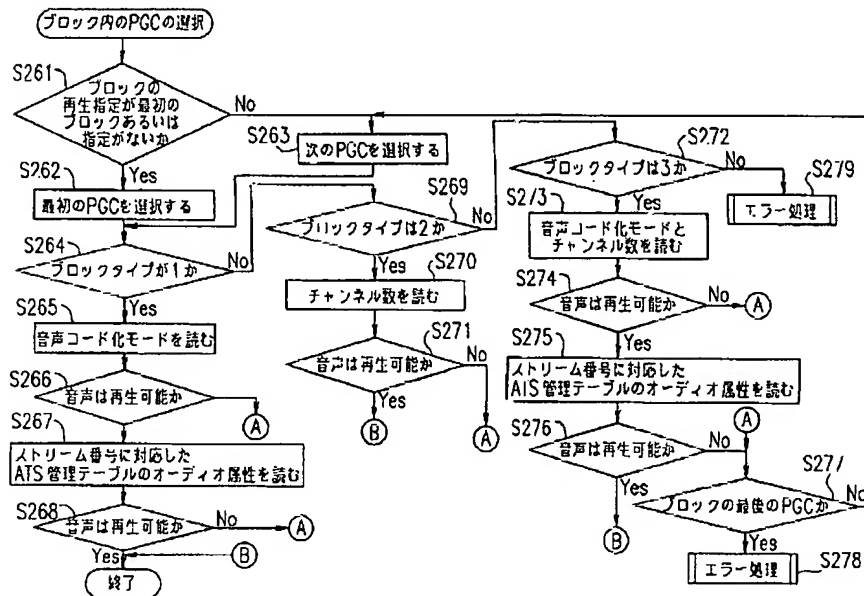 ブロック内のPGCの選択
S261
ブロックの
再生指定が最初の
ブロックあるいは
指定がないか
No
Yes
S262
最初のPGCを選択する
S263
次のPGCを選択する
S264
ブロックタイプが1か
No
Yes
S265
音声コード化モードを読む
S266
音声は再生可能か
A
S267
ストリーム番号に対応した
ATS管理テーブルのオーディオ属性を読む
S268
音声は再生可能か
No
A
Yes
B
終了
S269
ブロックタイプは2か
No
Yes
S270
チャンネル数を読む
S271
音声は再生可能か
No
Yes
B
A
S272
ブロックタイプは3か
No
S279
エラー処理
Yes
S273
音声コード化モードと
チャンネル数を読む
S274
音声は再生可能か
No
A
Yes
S275
ストリーム番号に対応した
ATS管理テーブルのオーディオ属性を読む
A
S276
音声は再生可能か
No
Yes
B
S277
ブロックの最後のPGCか
No
Yes
エラー処理
S278